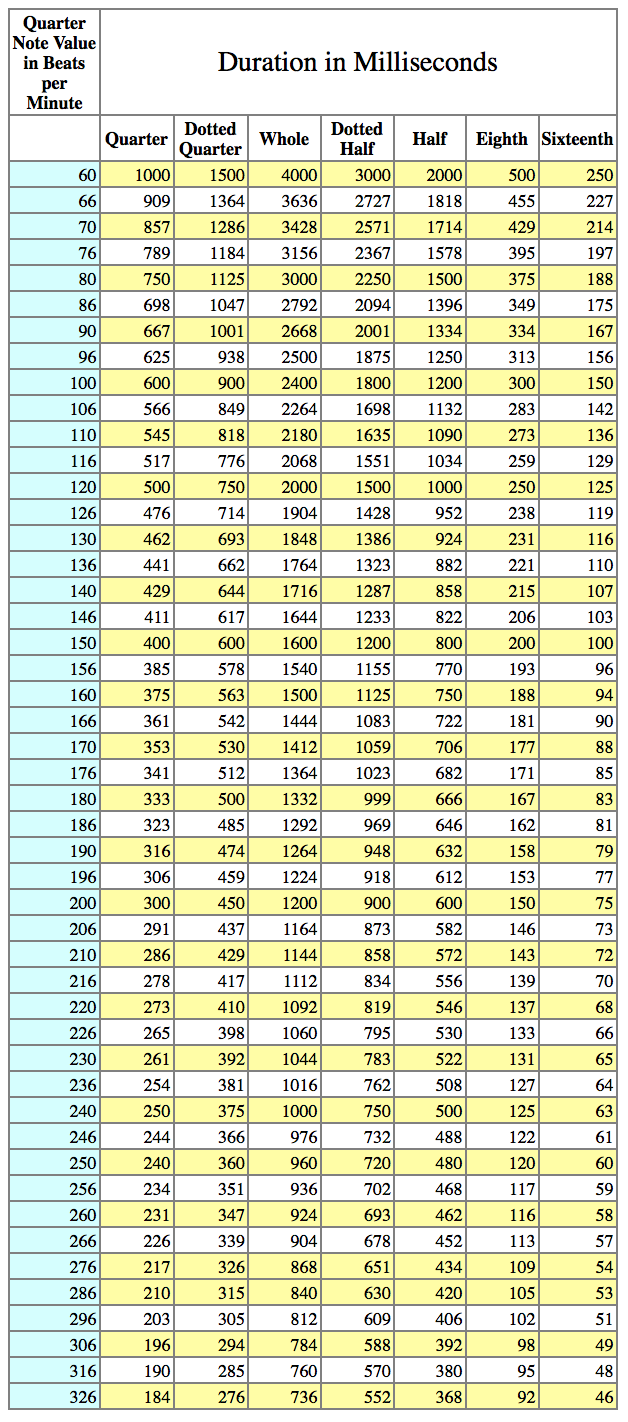 Quarter
Note Value
in Beats
per
Minute
Duration in Milliseconds
Quarter Dotted Quarter Whole Dotted Half Half Eighth Sixteenth
60 1000 1500 4000 3000 2000 500 250
66 909 1364 3636 2727 1818 455 227
70 857 1286 3428 2571 1714 429 214
76 789 1184 3156 2367 1578 395 197
80 750 1125 3000 2250 1500 375 188
86 698 1047 2792 2094 1396 349 175
90 667 1001 2668 2001 1334 334 167
96 625 938 2500 1875 1250 313 156
100 600 900 2400 1800 1200 300 150
106 566 849 2264 1698 1132 283 142
110 545 818 2180 1635 1090 273 136
116 517 776 2068 1551 1034 259 129
120 500 750 2000 1500 1000 250 125
126 476 714 1904 1428 952 238 119
130 462 693 1848 1386 924 231 116
136 441 662 1764 1323 882 221 110
140 429 644 1716 1287 858 215 107
146 411 617 1644 1233 822 206 103
150 400 600 1600 1200 800 200 100
156 385 578 1540 1155 770 193 96
160 375 563 1500 1125 750 188 94
166 361 542 1444 1083 722 181 90
170 353 530 1412 1059 706 177 88
176 341 512 1364 1023 682 171 85
180 333 500 1332 999 666 167 83
186 323 485 1292 969 646 162 81
190 316 474 1264 948 632 158 79
196 306 459 1224 918 612 153 77
200 300 450 1200 900 600 150 75
206 291 437 1164 873 582 146 73
210 286 429 1144 858 572 143 72
216 278 417 1112 834 556 139 70
220 273 410 1092 819 546 137 68
226 265 398 1060 795 530 133 66
230 261 392 1044 783 522 131 65
236 254 381 1016 762 508 127 64
240 250 375 1000 750 500 125 63
246 244 366 976 732 488 122 61
250 240 360 960 720 480 120 60
256 234 351 936 702 468 117 59
260 231 347 924 693 462 116 58
266 226 339 904 678 452 113 57
276 217 326 868 651 434 109 54
286 210 315 840 630 420 105 53
296 203 305 812 609 406 102 51
306 196 294 784 588 392 98 49
316 190 285 760 570 380 95 48
326 184 276 736 552 368 92 46